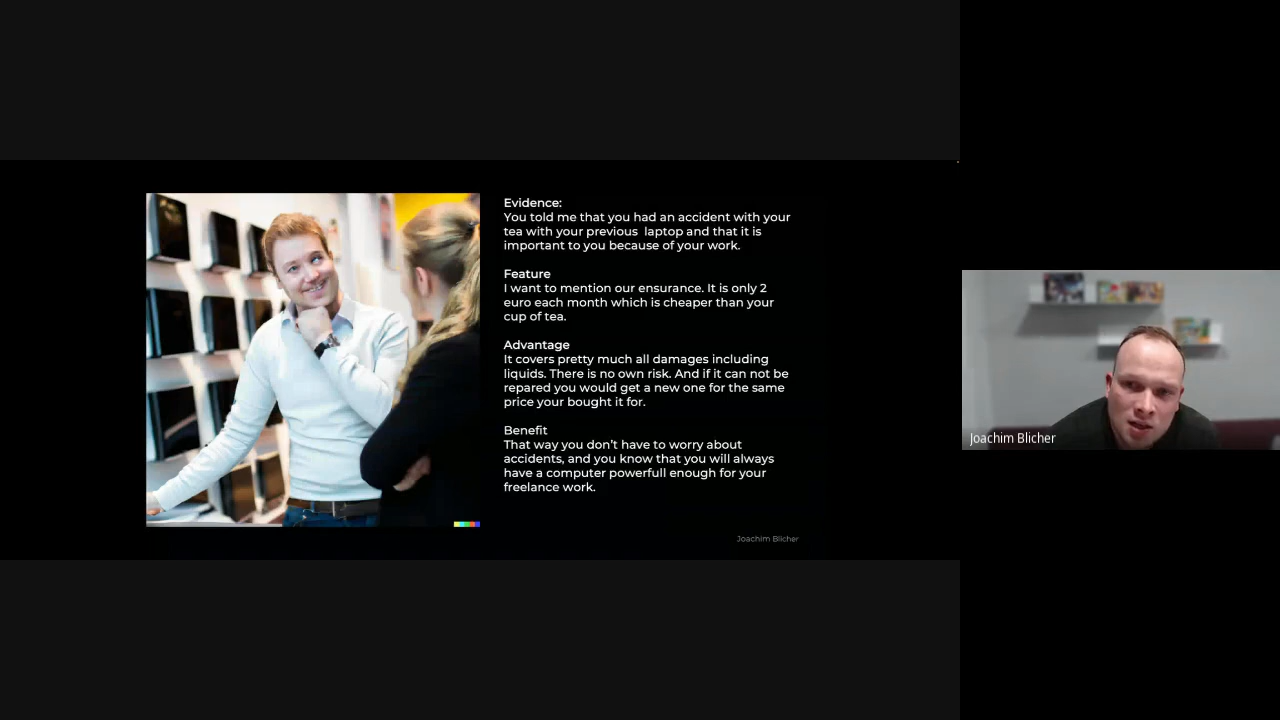 Evidence:
You told me that you had an accident with your
tea with your previous  laptop and that it is
important to you because of your work.
Feature
I want to mention our ensurance. It is only 2
euro each month which is cheaper than your
cup of tea.
Advantage
It covers pretty much all damages including
liquids. There is no own risk. And if it can not be
repared you would get a new one for the same
price your bought it for.
Benefit
That way you don’t have to worry about
accidents, and you know that you will always
have a computer powerfull enough for your
freelance work.
Joachim Blicher
Joachim Blicher